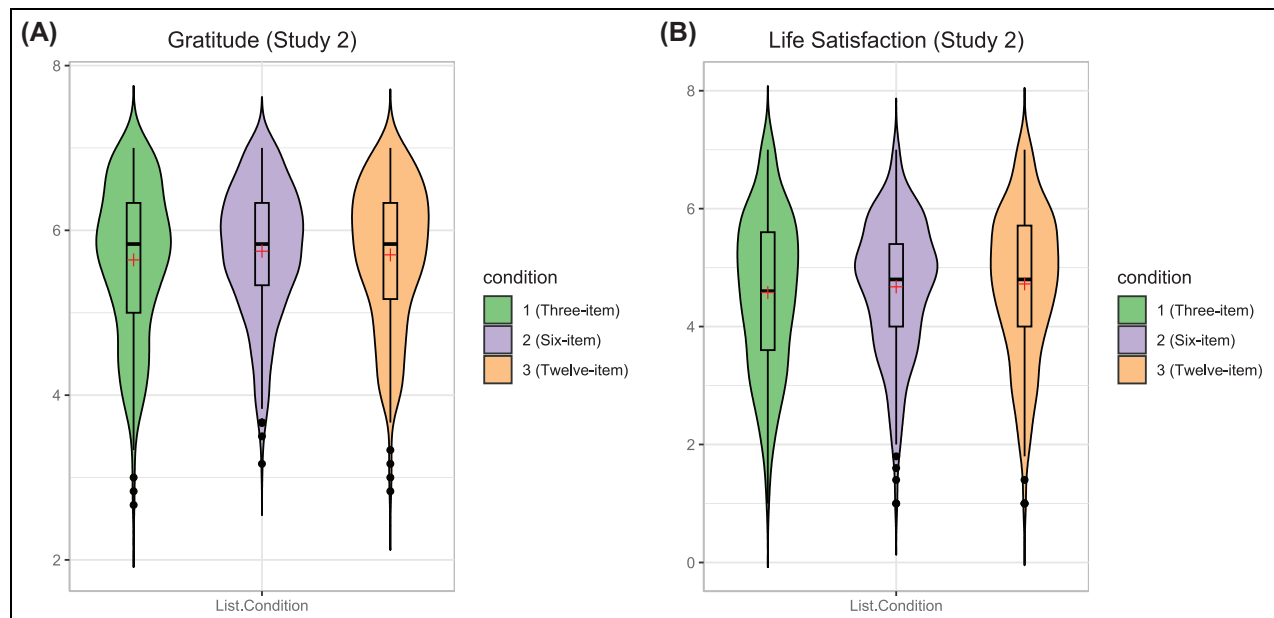 (A)
Gratitude (Study 2)
8
6
4
2
List.Condition
condition
1 (Three-item)
2 (Six-item)
3 (Twelve-item)
(B)
Life Satisfaction (Study 2)
8
6
4
2
0
List.Condition
condition
1 (Three-item)
2 (Six-item)
3 (Twelve-item)